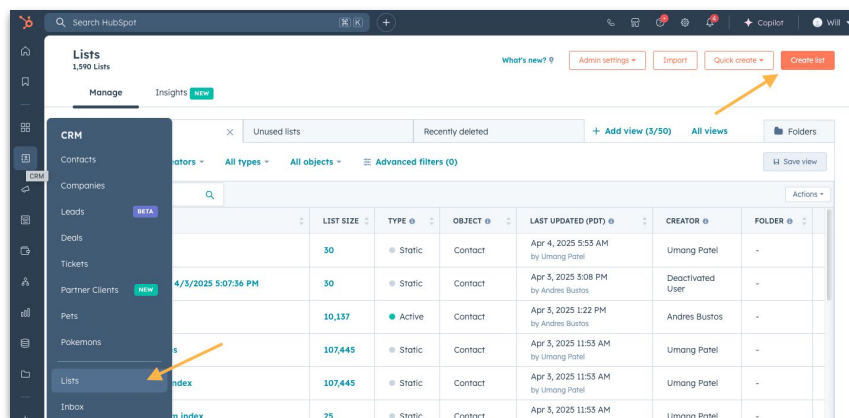 Search HubSpot
⌘ K
Copilot
Will
Lists
1,590 Lists
What's new?
Admin settings
Import
Quick create
Create list
Manage
Insights NEW
CRM
Contacts
Companies
Leads BETA
Deals
Tickets
Partner Clients NEW
Pets
Pokemons
Lists
Inbox
CRM
Unused lists
Recently deleted
+ Add view (3/50)
All views
Folders
All types
All objects
Advanced filters (0)
Save view
Actions
LIST SIZE
TYPE
OBJECT
LAST UPDATED (PDT)
CREATOR
FOLDER
30
Static
Contact
Apr 4, 2025 5:53 AM
by Umang Patel
Umang Patel
-
4/3/2025 5:07:36 PM
30
Static
Contact
Apr 3, 2025 3:08 PM
by Andres Bustos
Deactivated
User
-
10,137
Active
Contact
Apr 3, 2025 1:22 PM
by Andres Bustos
Andres Bustos
-
107,445
Static
Contact
Apr 3, 2025 11:53 AM
by Umang Patel
Umang Patel
-
107,445
Static
Contact
Apr 3, 2025 11:53 AM
by Umang Patel
Umang Patel
-
index
25
Static
Contact
Apr 3, 2025 11:53 AM
Umang Patel
-